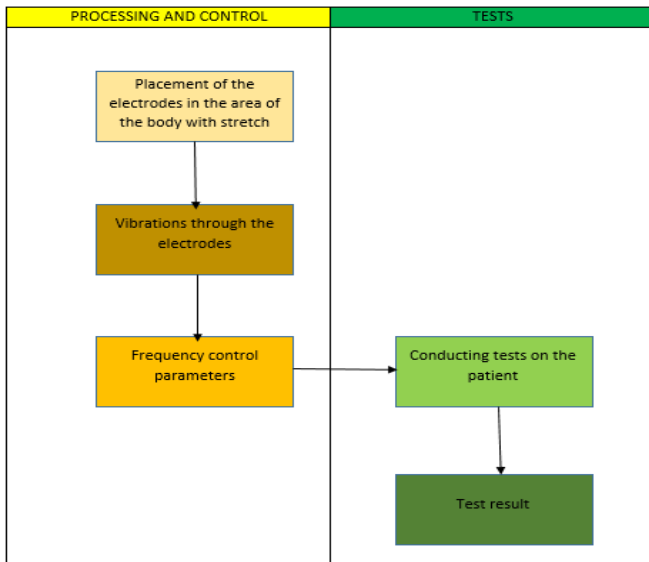 PROCESSING AND CONTROL
TESTS
Placement of the
electrodes in the area of
the body with stretch
Vibrations through the
electrodes
Frequency control
parameters
Conducting tests on the
patient
Test result